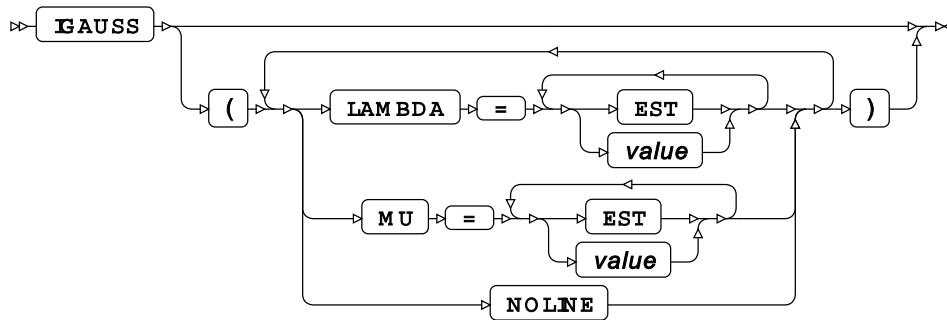 IGAUSS
( LAMBDA = EST )
value
MU = EST
value
NOLINE